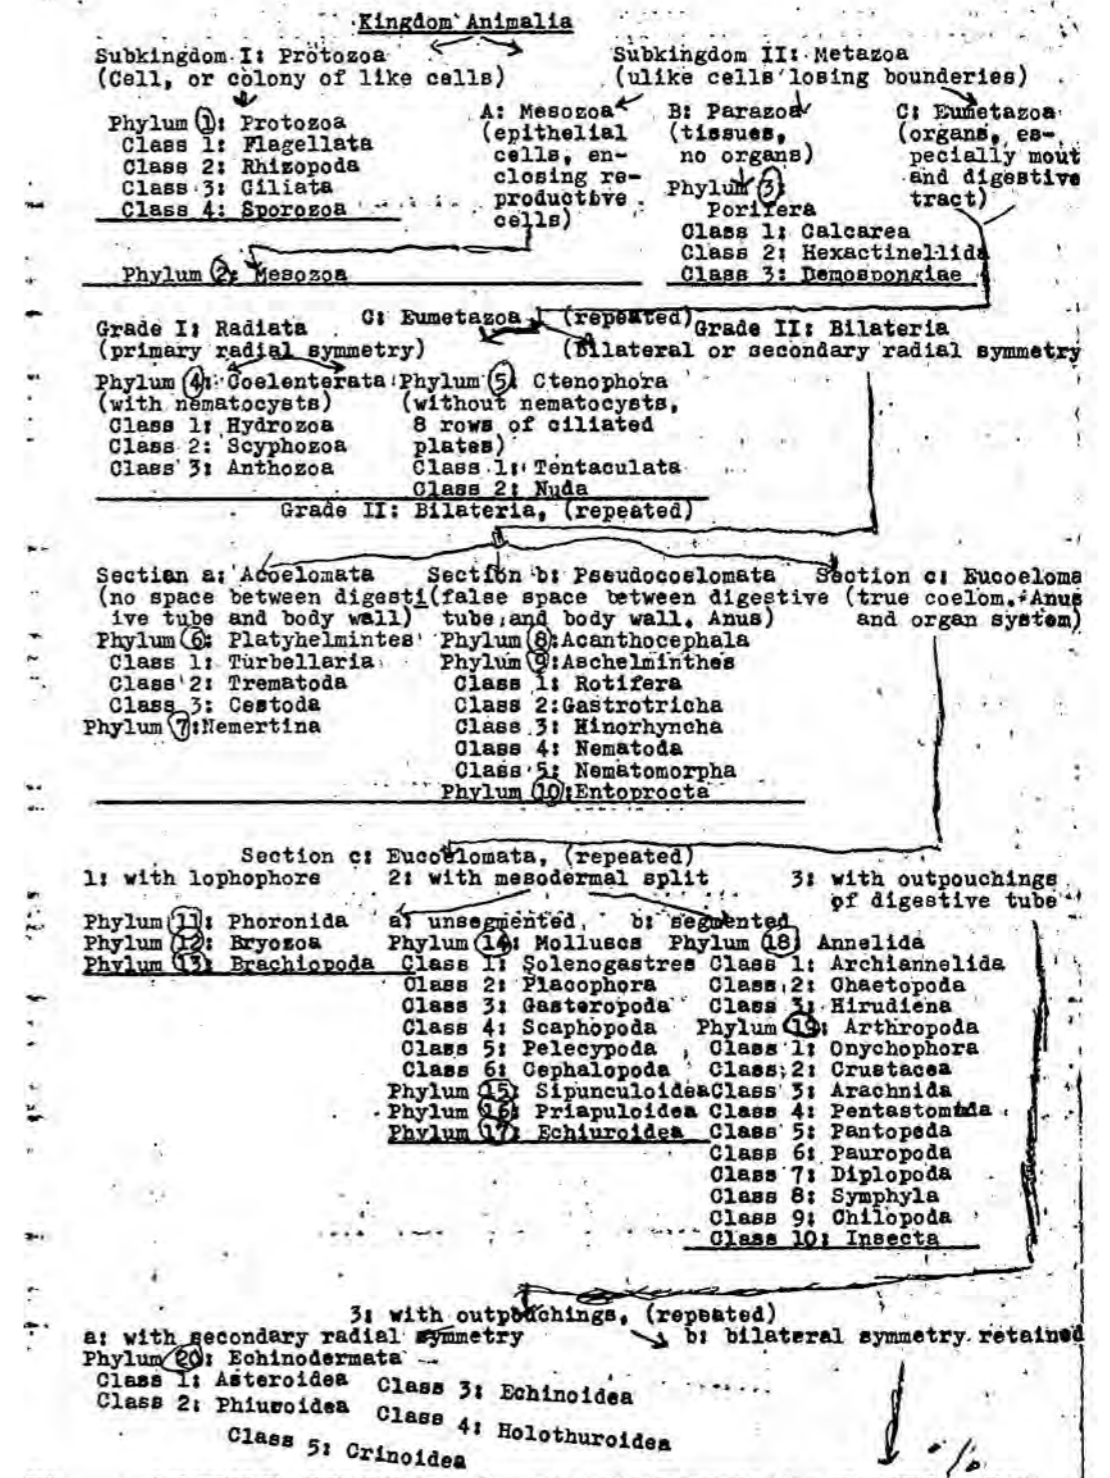 Kingdom Animalia
Subkingdom I: Protozoa
(Cell, or colony of like cells)
Subkingdom II: Metazoa
(ulike cells losing bounderies)
Phylum 1: Protozoa
Class 1: Flagellata
Class 2: Rhizopoda
Class 3: Ciliata
Class 4: Sporozoa
A: Mesozoa
(epithelial
cells, en-
closing re-
productbve
cells)
Phylum 2: Mesozoa
B: Parazoa
(tissues,
no organs)
Phylum 3:
Porifera
Class 1: Calcarea
Class 2: Hexactinellida
Class 3: Demospongiae
C: Eumetazoa
(organs, es-
pecially mout
and digestive
tract)
C: Eumetazoa (repeated)
Grade I: Radiata
(primary radial symmetry)
Grade II: Bilateria
(Bilateral or secondary radial symmetry
Phylum 4: Coelenterata
(with nematocysts)
Class 1: Hydrozoa
Class 2: Scyphozoa
Class 3: Anthozoa
Phylum 5: Ctenophora
(without nematocysts,
8 rows of ciliated
plates)
Class 1: Tentaculata
Class 2: Nuda
Grade II: Bilateria, (repeated)
Sectian a: Acoelomata
(no space between digesti
ive tube and body wall)
Phylum 6: Platyhelmintes
Class 1: Turbellaria
Class 2: Trematoda
Class 3: Cestoda
Phylum 7: Nemertina
Section b: Pseudocoelomata
(false space between digestive
tube and body wall. Anus)
Phylum 8: Acanthocephala
Phylum 9: Aschelminthes
Class 1: Rotifera
Class 2: Gastrotricha
Class 3: Kinorhyncha
Class 4: Nematoda
Class 5: Nematomorpha
Phylum 10: Entoprocta
Section c: Eucoeloma
(true coelom. Anus
and organ system)
Section c: Eucoelomata, (repeated)
1: with lophophore
Phylum 11: Phoronida
Phylum 12: Bryozoa
Phylum 13: Brachiopoda
2: with mesodermal split
a: unsegmented,
Phylum 14: Molluscs
Class 1: Solenogastres
Class 2: Placophora
Class 3: Gasteropoda
Class 4: Scaphopoda
Class 5: Pelecypoda
Class 6: Cephalopoda
Phylum 15: Sipunculoidea
Phylum 16: Priapuloidea
Phylum 17: Echiuroidea
b: segmented
Phylum 18) Annelida
Class 1: Archiannelida
Class 2: Chaetopoda
Class 3: Hirudiena
Phylum 19: Arthropoda
Class 1: Onychophora
Class 2: Crustacea
Class 3: Arachnida
Class 4: Pentastomida
Class 5: Pantopeda
Class 6: Pauropoda
Class 7: Diplopoda
Class 8: Symphyla
Class 9: Chilopoda
Class 10: Insecta
3: with outpouchings
of digestive tube
3: with outpouchings, (repeated)
a: with secondary radial symmetry
b: bilateral symmetry retained
Phylum 20: Echinodermata
Class 1: Asteroidea
Class 2: Phiuroidea
Class 3: Echinoidea
Class 4: Holothuroidea
Class 5: Crinoidea